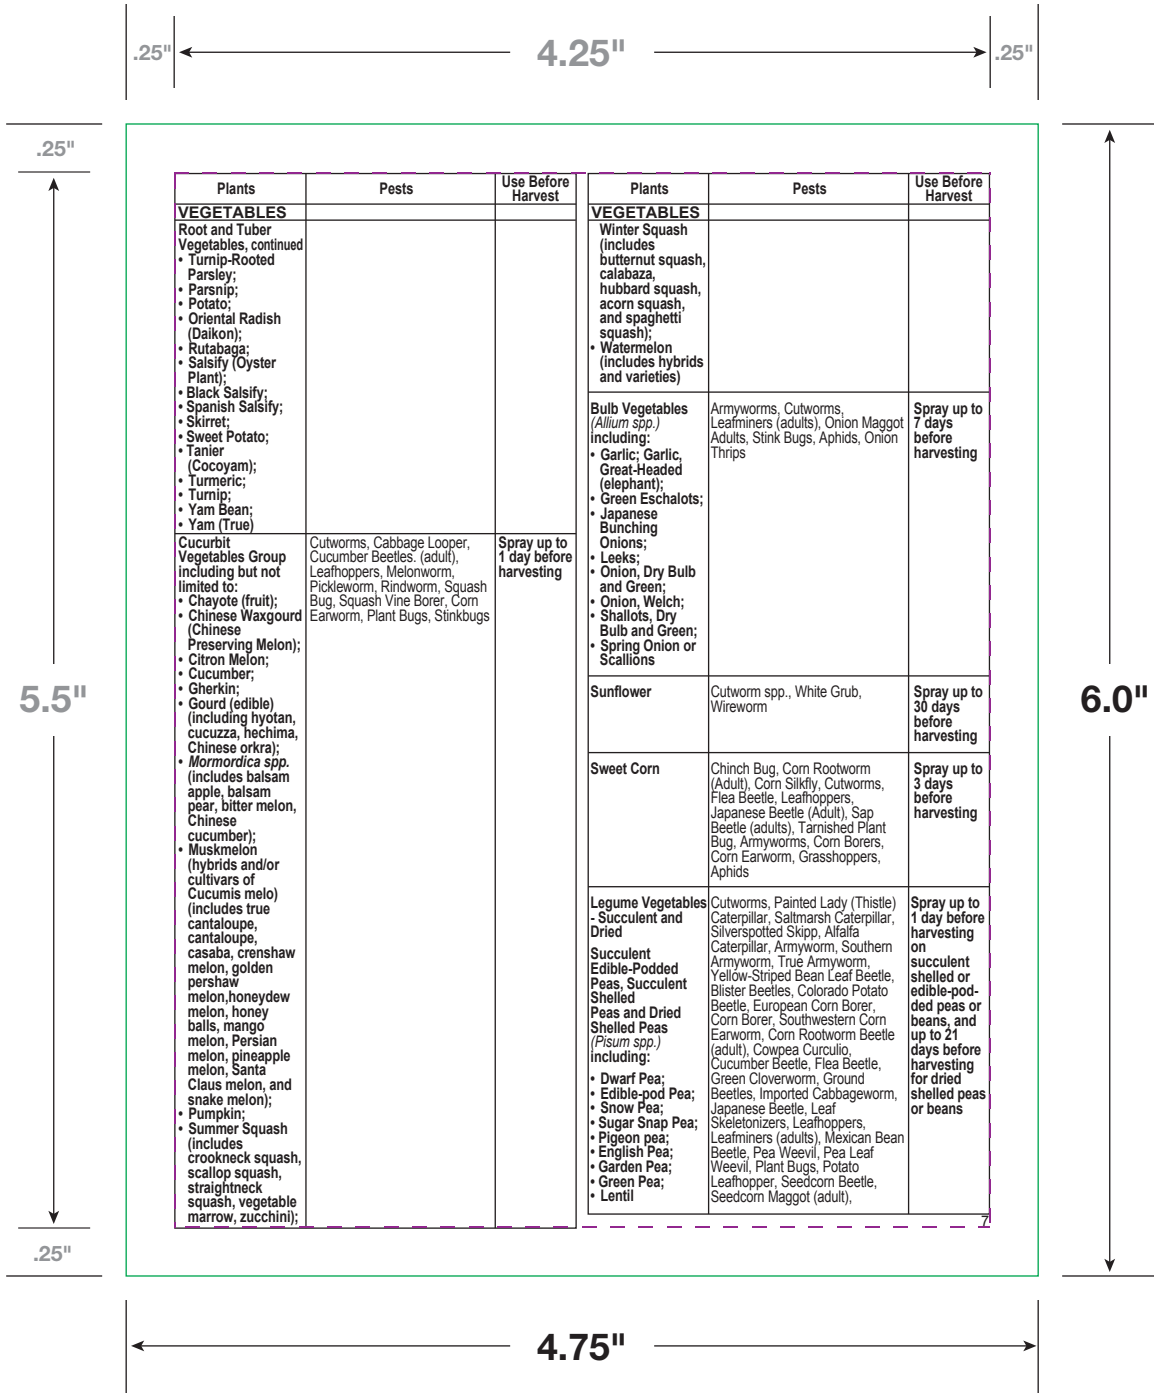 .25"
4.25"
.25"
.25"
5.5"
.25"
Plants
Pests
Use Before
Harvest
VEGETABLES
Root and Tuber
Vegetables, continued
• Turnip-Rooted
Parsley;
• Parsnip;
• Potato;
• Oriental Radish
(Daikon);
• Rutabaga;
• Salsify (Oyster
Plant);
• Black Salsify;
• Spanish Salsify;
• Skirret;
• Sweet Potato;
• Tanier
(Cocoyam);
• Turmeric;
• Turnip;
• Yam Bean;
• Yam (True)
Cucurbit
Vegetables Group
including but not
limited to:
• Chayote (fruit);
• Chinese Waxgourd
(Chinese
Preserving Melon);
• Citron Melon;
• Cucumber;
• Gherkin;
• Gourd (edible)
(including hyotan,
cucuzza, hechima,
Chinese orkra);
• Mormordica spp.
(includes balsam
apple, balsam
pear, bitter melon,
Chinese
cucumber);
• Muskmelon
(hybrids and/or
cultivars of
Cucumis melo)
(includes true
cantaloupe,
cantaloupe,
casaba, crenshaw
melon, golden
pershaw
melon,honeydew
melon, honey
balls, mango
melon, Persian
melon, pineapple
melon, Santa
Claus melon, and
snake melon);
• Pumpkin;
• Summer Squash
(includes
crookneck squash,
scallop squash,
straightneck
squash, vegetable
marrow, zucchini);
Cutworms, Cabbage Looper,
Cucumber Beetles. (adult),
Leafhoppers, Melonworm,
Pickleworm, Rindworm, Squash
Bug, Squash Vine Borer, Corn
Earworm, Plant Bugs, Stinkbugs
Spray up to
1 day before
harvesting
Plants
Pests
Use Before
Harvest
VEGETABLES
Winter Squash
(includes
butternut squash,
calabaza,
hubbard squash,
acorn squash,
and spaghetti
squash);
• Watermelon
(includes hybrids
and varieties)
Bulb Vegetables
(Allium spp.)
including:
• Garlic; Garlic,
Great-Headed
(elephant);
• Green Eschalots;
• Japanese
Bunching
Onions;
• Leeks;
• Onion, Dry Bulb
and Green;
• Onion, Welch;
• Shallots, Dry
Bulb and Green;
• Spring Onion or
Scallions
Armyworms, Cutworms,
Leafminers (adults), Onion Maggot
Adults, Stink Bugs, Aphids, Onion
Thrips
Spray up to
7 days
before
harvesting
Sunflower
Cutworm spp., White Grub,
Wireworm
Spray up to
30 days
before
harvesting
Sweet Corn
Chinch Bug, Corn Rootworm
(Adult), Corn Silkfly, Cutworms,
Flea Beetle, Leafhoppers,
Japanese Beetle (Adult), Sap
Beetle (adults), Tarnished Plant
Bug, Armyworms, Corn Borers,
Corn Earworm, Grasshoppers,
Aphids
Spray up to
3 days
before
harvesting
Legume Vegetables
- Succulent and
Dried
Succulent
Edible-Podded
Peas, Succulent
Shelled
Peas and Dried
Shelled Peas
(Pisum spp.)
including:
• Dwarf Pea;
• Edible-pod Pea;
• Snow Pea;
• Sugar Snap Pea;
• Pigeon pea;
• English Pea;
• Garden Pea;
• Green Pea;
• Lentil
Cutworms, Painted Lady (Thistle)
Caterpillar, Saltmarsh Caterpillar,
Silverspotted Skipp, Alfalfa
Caterpillar, Armyworm, Southern
Armyworm, True Armyworm,
Yellow-Striped Bean Leaf Beetle,
Blister Beetles, Colorado Potato
Beetle, European Corn Borer,
Corn Borer, Southwestern Corn
Earworm, Corn Rootworm Beetle
(adult), Cowpea Curculio,
Cucumber Beetle, Flea Beetle,
Green Cloverworm, Ground
Beetles, Imported Cabbageworm,
Japanese Beetle, Leaf
Skeletonizers, Leafhoppers,
Leafminers (adults), Mexican Bean
Beetle, Pea Weevil, Pea Leaf
Weevil, Plant Bugs, Potato
Leafhopper, Seedcorn Beetle,
Seedcorn Maggot (adult),
Spray up to
1 day before
harvesting
on
succulent
shelled or
edible-pod-
ded peas or
beans, and
up to 21
days before
harvesting
for dried
shelled peas
or beans
7
6.0"
4.75"